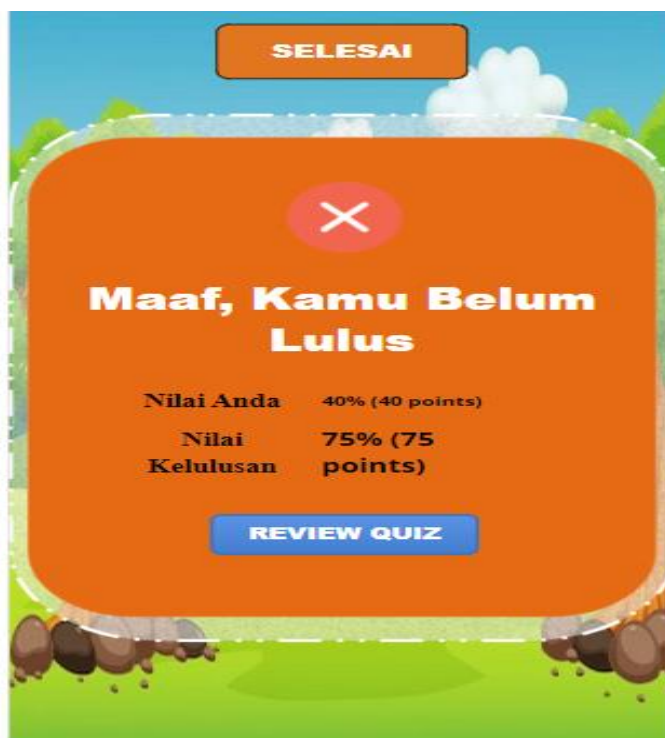 SELESAI
Maaf, Kamu Belum
Lulus
Nilai Anda 40% (40 points)
Nilai 75% (75
Kelulusan points)
REVIEW QUIZ